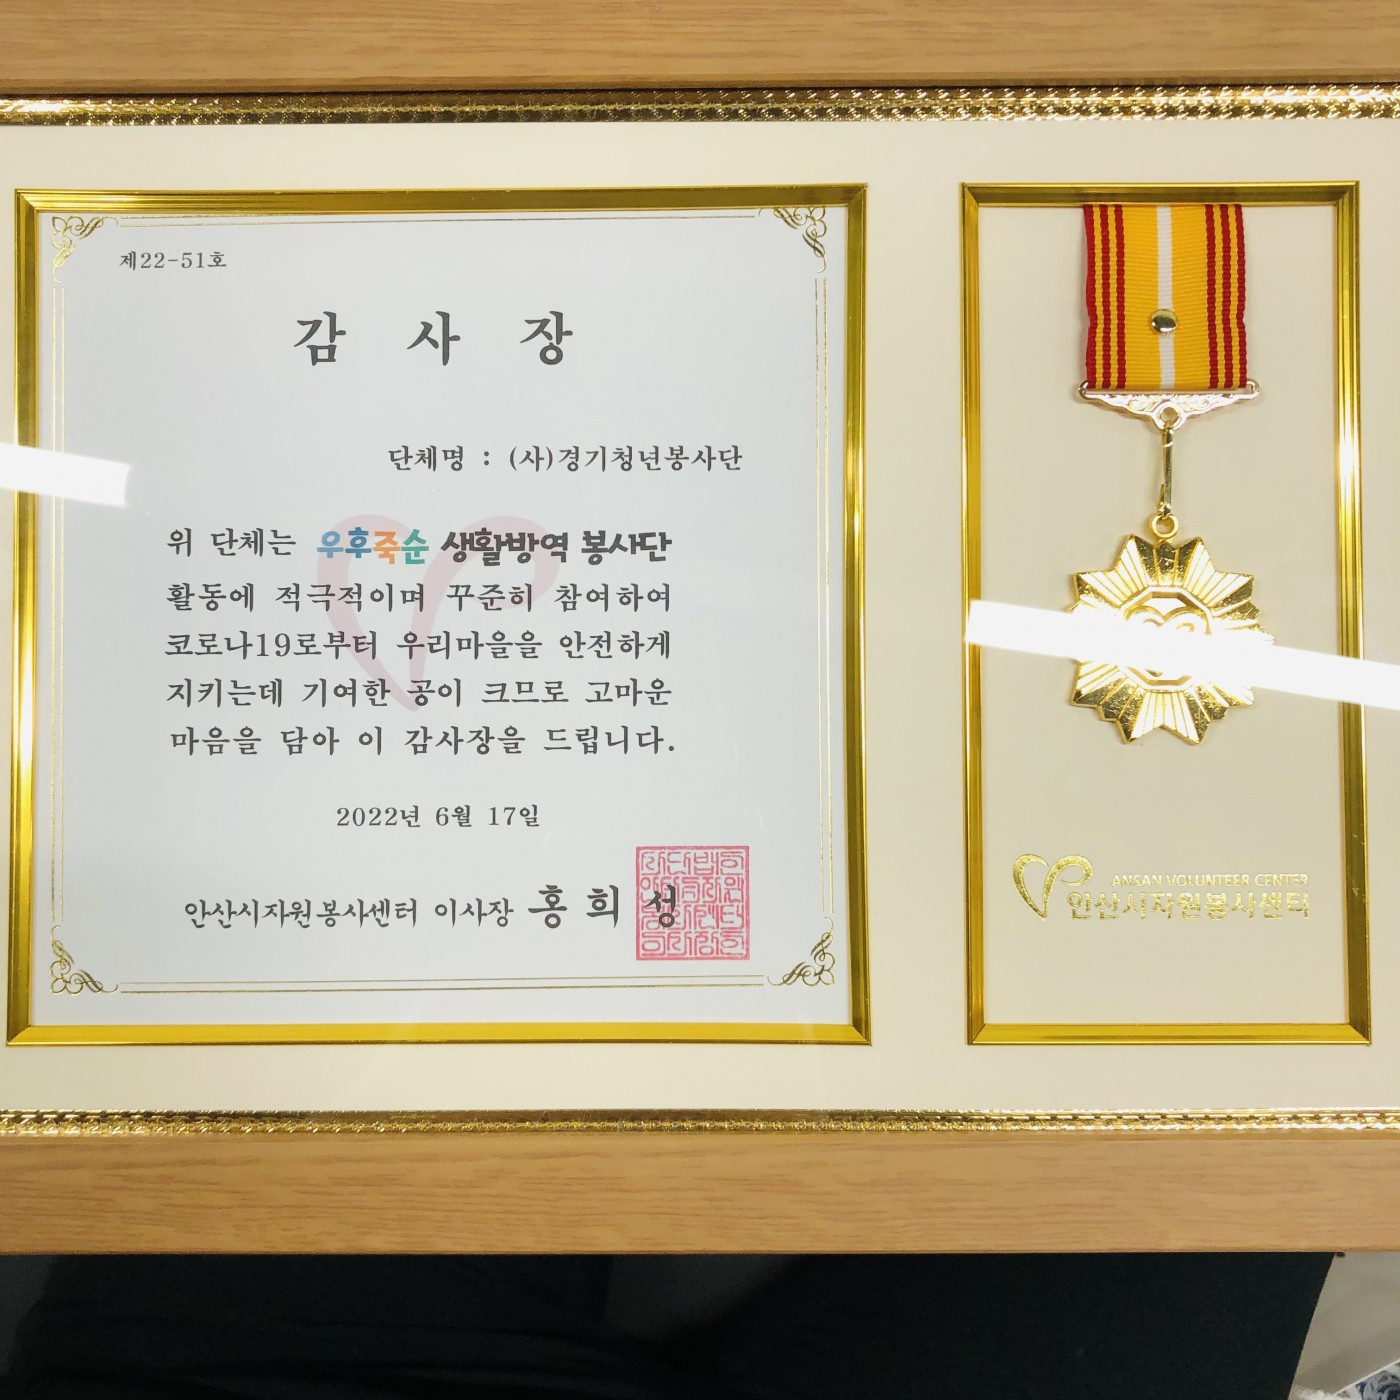 제22-51호
감 사 장
단체명 : (사)경기청년봉사단
위 단체는 우후죽순 생활방역 봉사단
활동에 적극적이며 꾸준히 참여하여
코로나19로부터 우리마을을 안전하게
지키는데 기여한 공이 크므로 고마운
마음을 담아 이 감사장을 드립니다.
2022년 6월 17일
안산시자원봉사센터 이사장 홍 희 성
ANSAN VOLUNTEER CENTER
안산시자원봉사센터